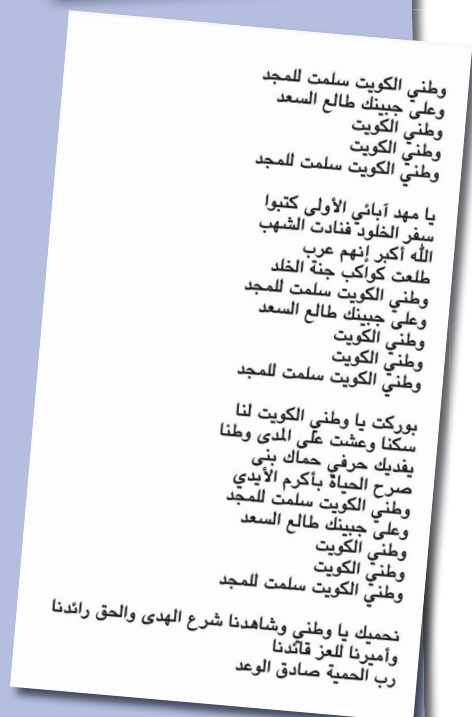 وطني الكويت سلمت للمجد
وعلى جبينك طالع السعد
وطني الكويت
وطني الكويت
وطني الكويت سلمت للمجد
يا مهد آبائي الأولى كتبوا
سفر الخلود فنادت الشهب
الله أكبر إنهم عرب
طلعت كواكب جنة الخلد
وطني الكويت سلمت للمجد
وعلى جبينك طالع السعد
وطني الكويت
وطني الكويت
وطني الكويت سلمت للمجد
بوركت يا وطني الكويت لنا
سكنا وعشت على المدى وطنا
يفديك حرفي حماك بنى
صرح الحياة بأكرم الأيدي
وطني الكويت سلمت للمجد
وعلى جبينك طالع السعد
وطني الكويت
وطني الكويت
وطني الكويت سلمت للمجد
نحميك يا وطني وشاهدنا شرع الهدى والحق رائدنا
وأميرنا للعز قائدنا
رب الحمية صادق الوعد